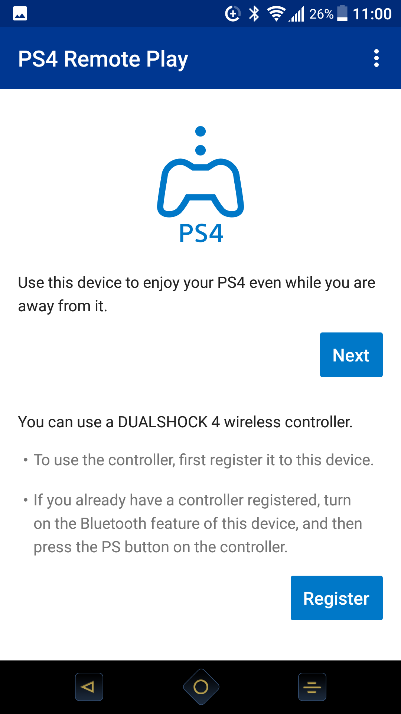 26% 11:00
PS4 Remote Play
PS4
Use this device to enjoy your PS4 even while you are
away from it.
Next
You can use a DUALSHOCK 4 wireless controller.
• To use the controller, first register it to this device.
• If you already have a controller registered, turn
on the Bluetooth feature of this device, and then
press the PS button on the controller.
Register